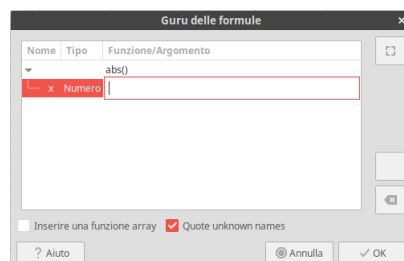 Guru delle formule
Nome Tipo Funzione/Argomento
abs()
x Numero
Inserire una funzione array Quote unknown names
? Aiuto Annulla OK